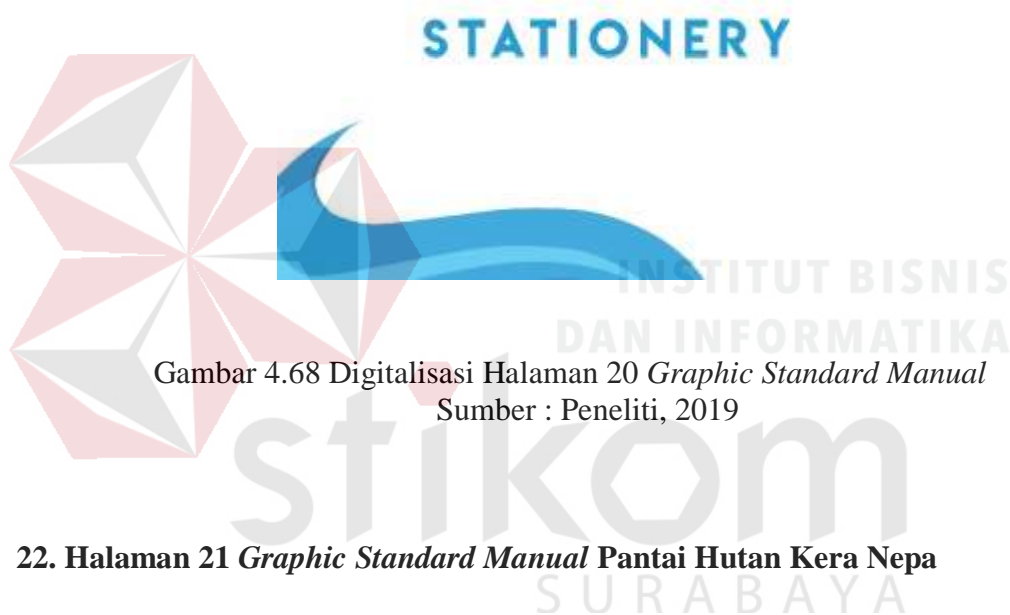 STATIONERY
INSTITUT BISNIS
DAN INFORMATIKA
Gambar 4.68 Digitalisasi Halaman 20 Graphic Standard Manual
Sumber : Peneliti, 2019
stikom
22. Halaman 21 Graphic Standard Manual Pantai Hutan Kera Nepa
SURABAYA